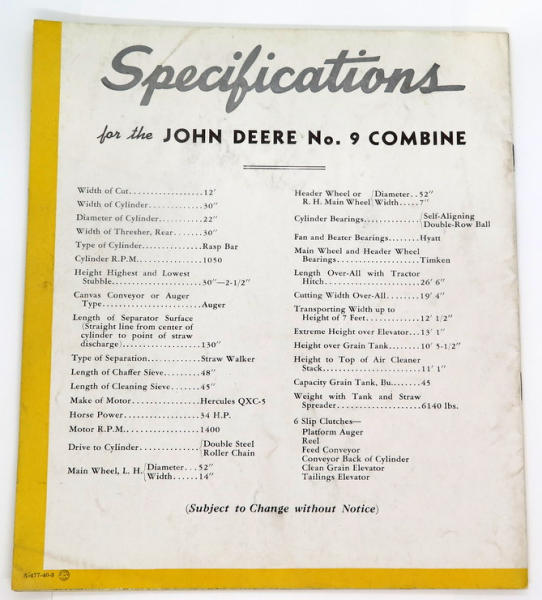 Specifications
for the JOHN DEERE No. 9 COMBINE
Width of Cut..................12'
Width of Cylinder..............30"
Diameter of Cylinder...........22"
Width of Thresher, Rear........30"
Type of Cylinder...............Rasp Bar
Cylinder R.P.M.................1050
Height Highest and Lowest
Stubble......................30"—2-1/2"
Canvas Conveyor or Auger
Type.........................Auger
Length of Separator Surface
(Straight line from center of
cylinder to point of straw
discharge)...................130"
Type of Separation.............Straw Walker
Length of Chaffer Sieve........48"
Length of Cleaning Sieve.......45"
Make of Motor..................Hercules QXC-5
Horse Power....................34 H.P.
Motor R.P.M....................1400
Drive to Cylinder..............{Double Steel
Roller Chain
Main Wheel, L. H. {Diameter...52"
Width......14"
Header Wheel or {Diameter..52"
R. H. Main Wheel {Width.....7"
Cylinder Bearings..............{Self-Aligning
Double-Row Ball
Fan and Beater Bearings........Hyatt
Main Wheel and Header Wheel
Bearings.....................Timken
Length Over-All with Tractor
Hitch........................26' 6"
Cutting Width Over-All........19' 4"
Transporting Width up to
Height of 7 Feet.............12' 1/2"
Extreme Height over Elevator...13' 1"
Height over Grain Tank........10' 5-1/2"
Height to Top of Air Cleaner
Stack........................11' 1"
Capacity Grain Tank, Bu........45
Weight with Tank and Straw
Spreader.....................6140 lbs.
6 Slip Clutches—
Platform Auger
Reel
Feed Conveyor
Conveyor Back of Cylinder
Clean Grain Elevator
Tailings Elevator
(Subject to Change without Notice)